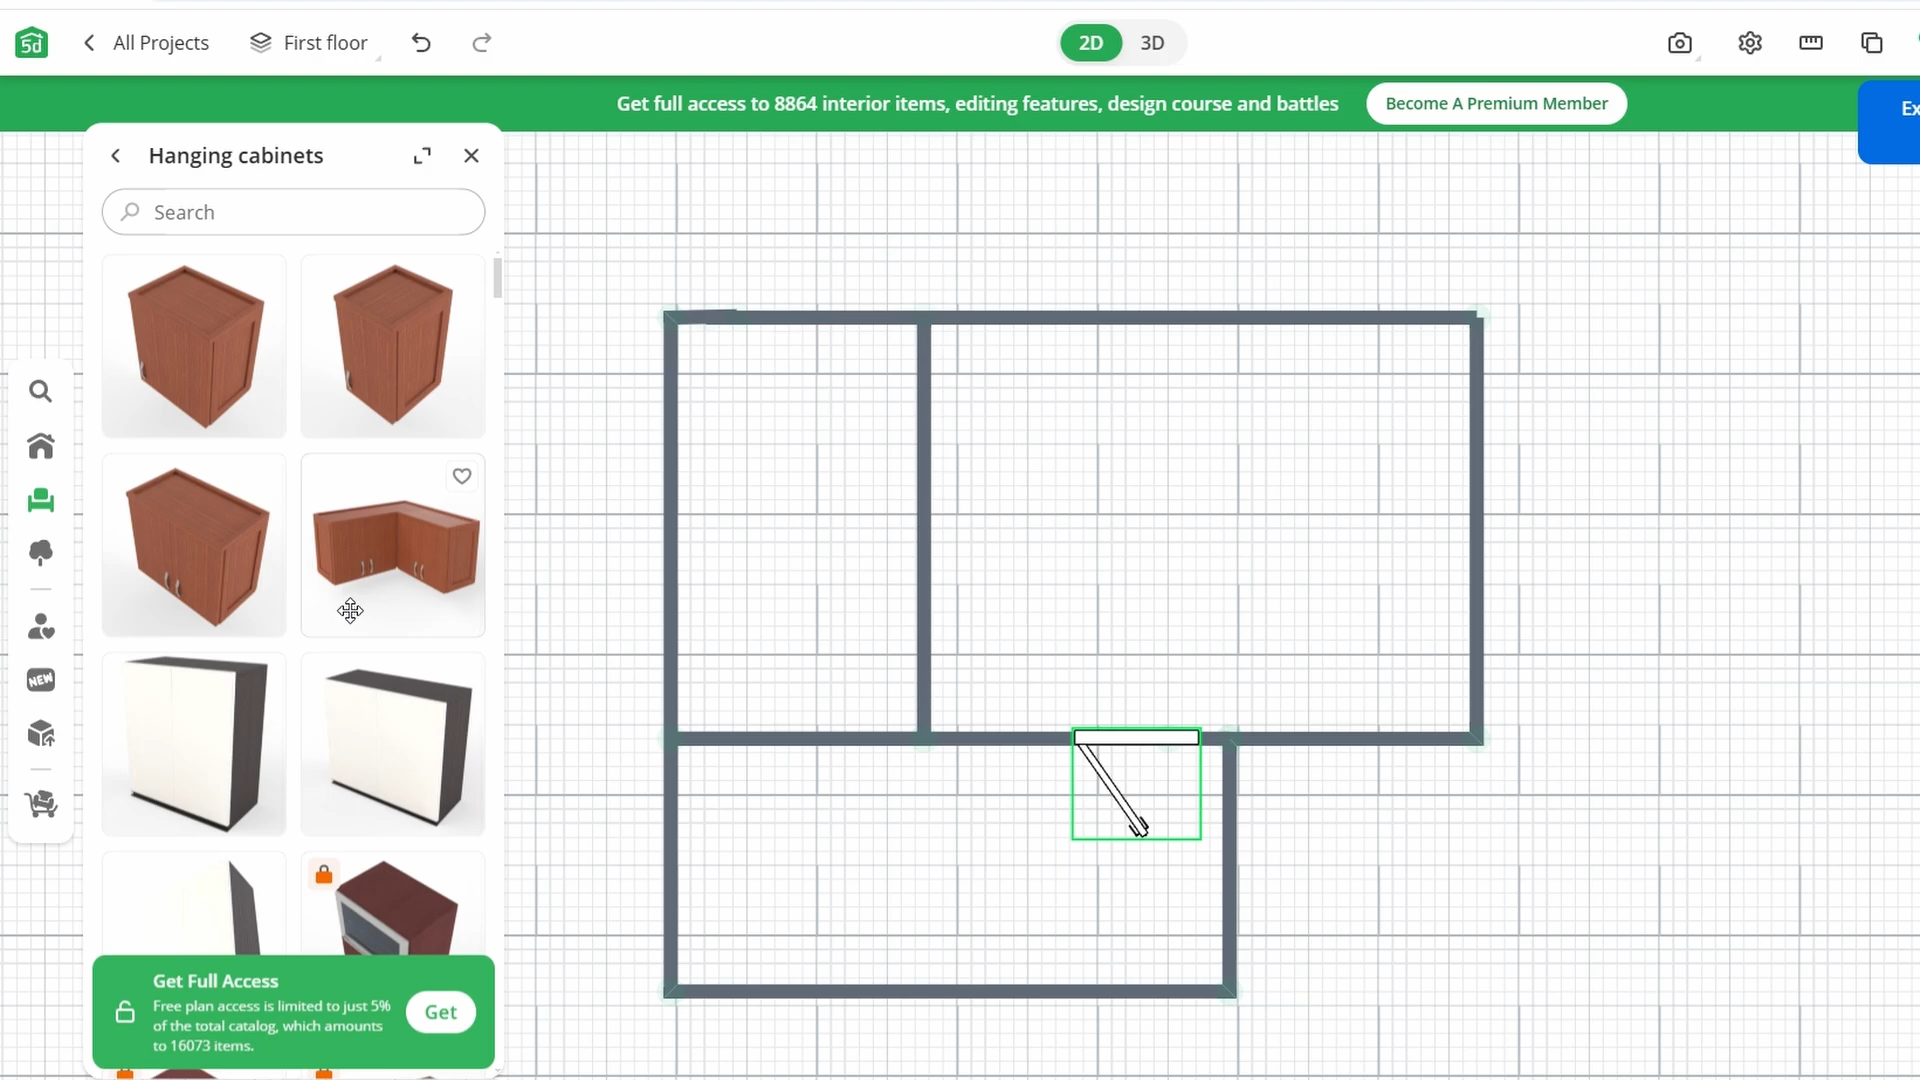 5d
All Projects
First floor
2D
3D
Get full access to 8864 interior items, editing features, design course and battles
Become A Premium Member
Ex
Hanging cabinets
Search
NEW
Get Full Access
Free plan access is limited to just 5%
of the total catalog, which amounts
to 16073 items.
Get